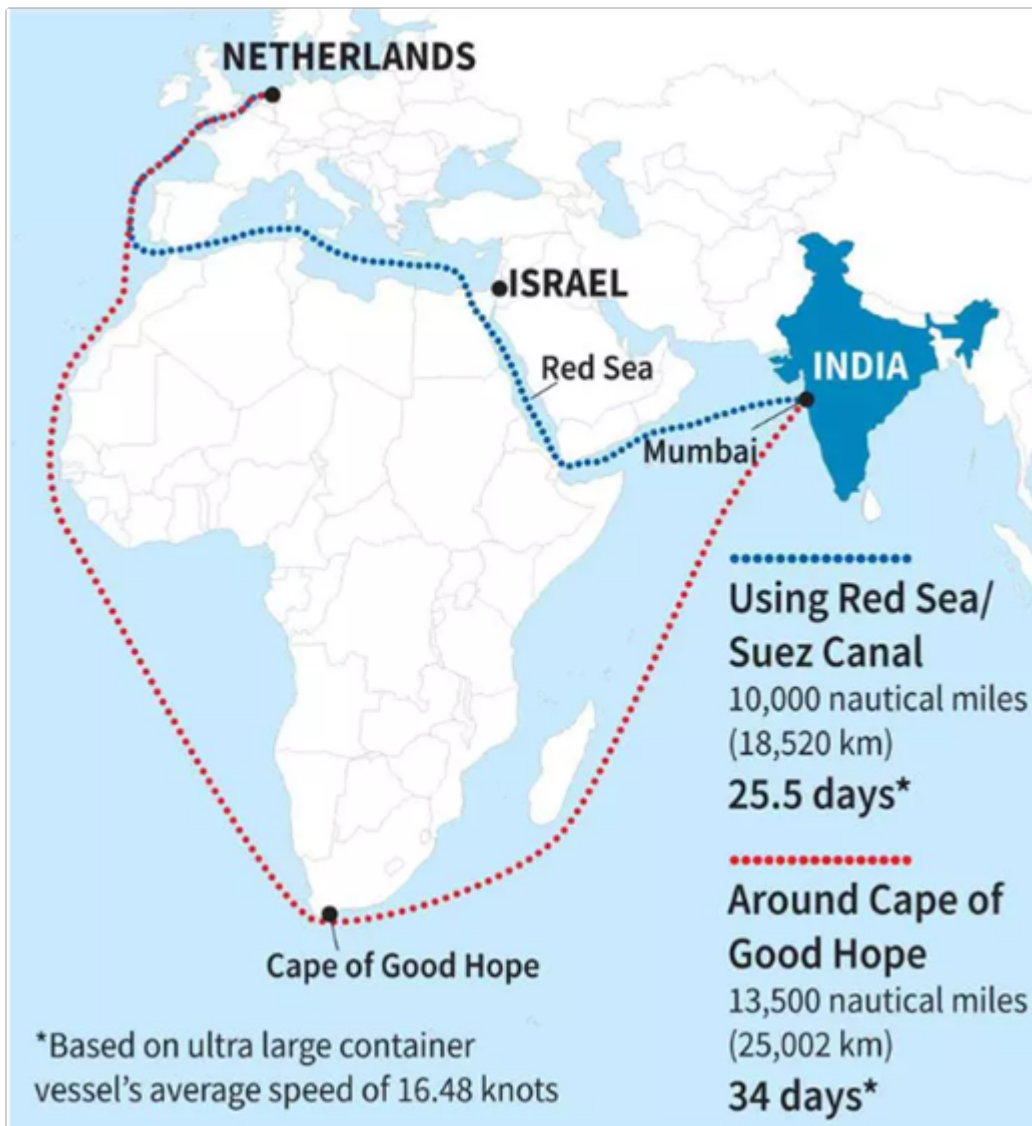 NETHERLANDS
ISRAEL
Red Sea
INDIA
Mumbai
Using Red Sea/
Suez Canal
10,000 nautical miles
(18,520 km)
25.5 days*
Around Cape of
Good Hope
13,500 nautical miles
(25,002 km)
34 days*
Cape of Good Hope
*Based on ultra large container
vessel's average speed of 16.48 knots